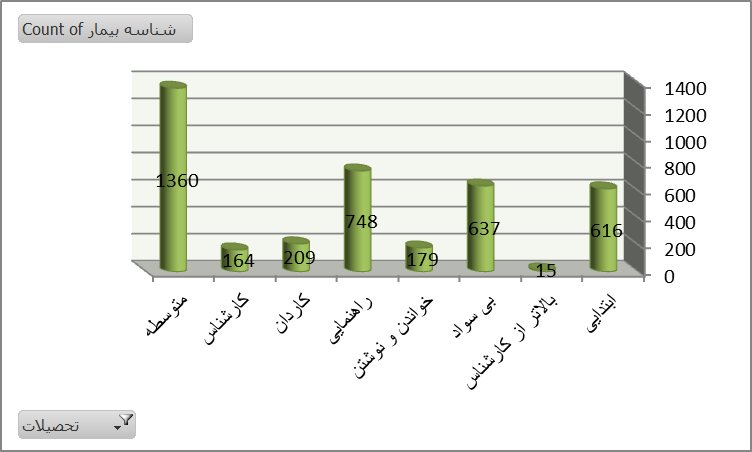 Count of شناسه بیمار
1400
1200
1000
800
600
400
200
0
1360
164
209
748
179
637
15
616
متوسطه
کارشناس
کاردان
راهنمایی
خواندن و نوشتن
بی سواد
بالاتر از کارشناس
ابتدایی
تحصیلات